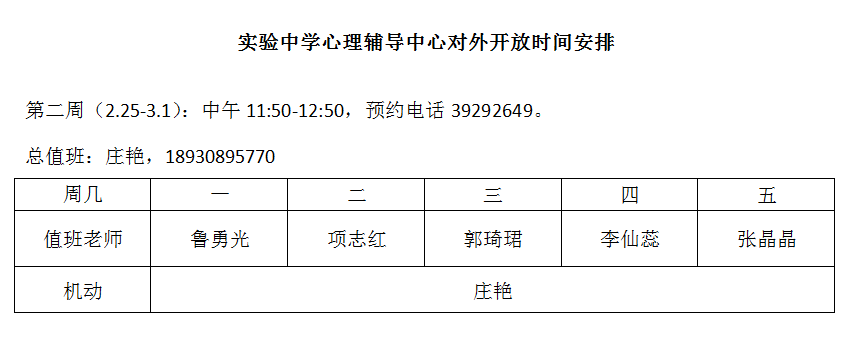 实验中学心理辅导中心对外开放时间安排
第二周（2.25-3.1）：中午 11:50-12:50，预约电话 39292649。
总值班：庄艳，18930895770
周几 一 二 三 四 五
值班老师 鲁勇光 项志红 郭琦珺 李仙蕊 张晶晶
机动 庄艳